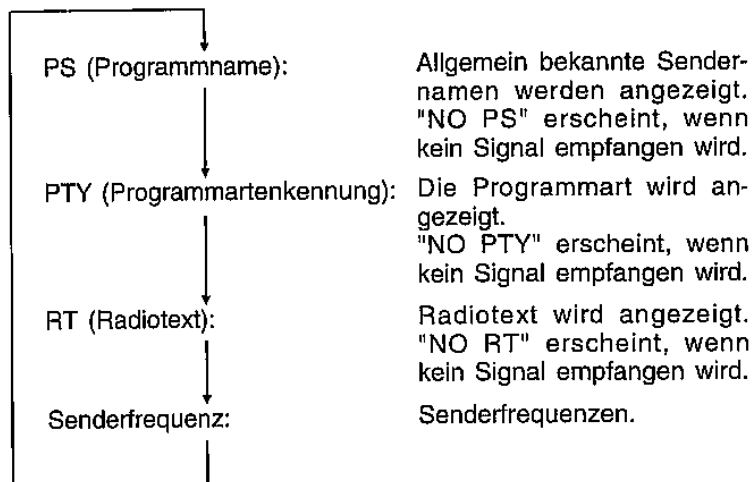 PS (Programmname):
Allgemein bekannte Sender-
namen werden angezeigt.
"NO PS" erscheint, wenn
kein Signal empfangen wird.
PTY (Programmartenkennung):
Die Programmart wird an-
gezeigt.
"NO PTY" erscheint, wenn
kein Signal empfangen wird.
RT (Radiotext):
Radiotext wird angezeigt.
"NO RT" erscheint, wenn
kein Signal empfangen wird.
Senderfrequenz:
Senderfrequenzen.